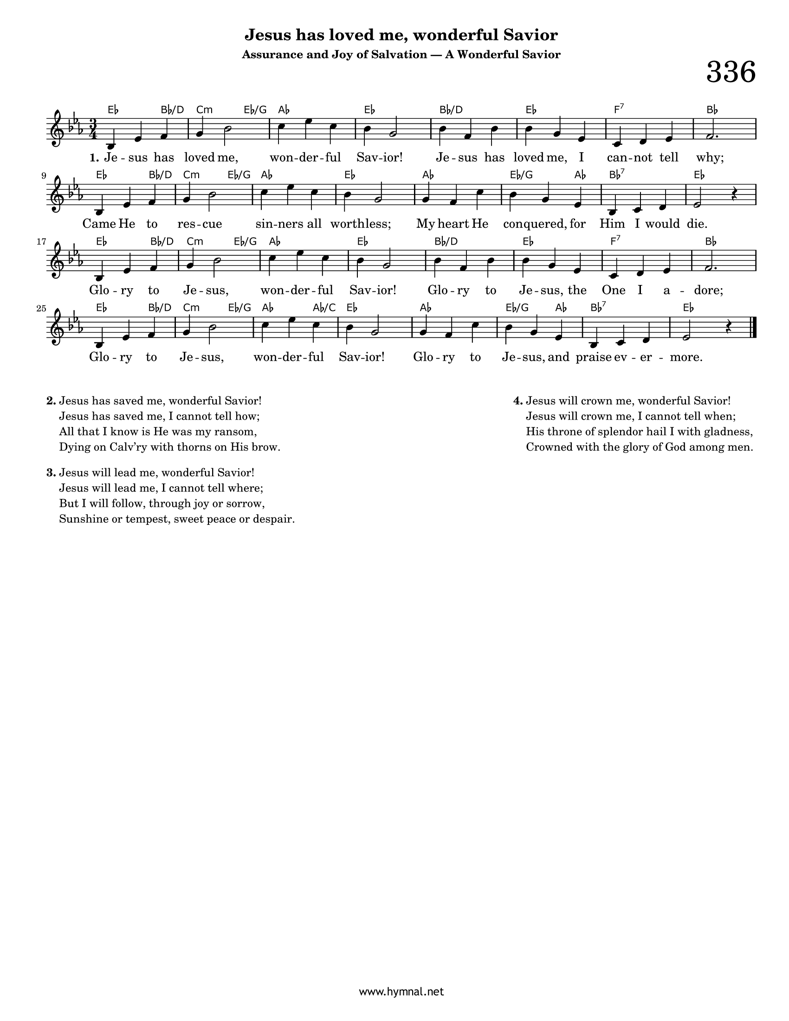 Jesus has loved me, wonderful Savior
Assurance and Joy of Salvation — A Wonderful Savior
336
E♭ B♭/D Cm E♭/G A♭ E♭ B♭/D E♭ F7 B♭
3
4
1. Je - sus has loved me, won-der-ful Sav-ior! Je-sus has loved me, I can-not tell why;
9 E♭ B♭/D Cm E♭/G A♭ E♭ A♭ E♭/G A♭ B♭7 E♭
Came He to res-cue sin-ners all worthless; My heart He conquered, for Him I would die.
17 E♭ B♭/D Cm E♭/G A♭ E♭ B♭/D E♭ F7 B♭
Glo - ry to Je-sus, won-der-ful Sav-ior! Glo - ry to Je-sus, the One I a - dore;
25 E♭ B♭/D Cm E♭/G A♭ A♭/C E♭ A♭ E♭/G A♭ B♭7 E♭
Glo - ry to Je-sus, won-der-ful Sav-ior! Glo - ry to Je-sus, and praise ev - er - more.
2. Jesus has saved me, wonderful Savior!
Jesus has saved me, I cannot tell how;
All that I know is He was my ransom,
Dying on Calv'ry with thorns on His brow.
3. Jesus will lead me, wonderful Savior!
Jesus will lead me, I cannot tell where;
But I will follow, through joy or sorrow,
Sunshine or tempest, sweet peace or despair.
4. Jesus will crown me, wonderful Savior!
Jesus will crown me, I cannot tell when;
His throne of splendor hail I with gladness,
Crowned with the glory of God among men.
www.hymnal.net